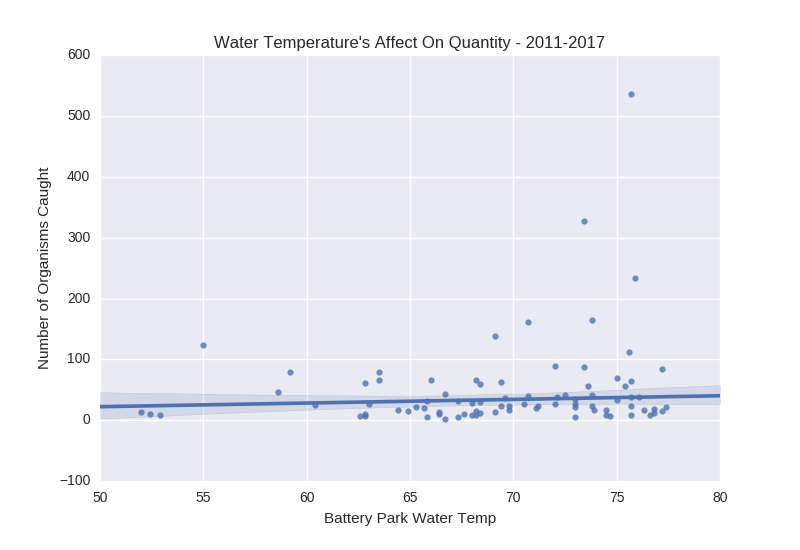 Water Temperature's Affect On Quantity - 2011-2017
600
500
400
300
200
100
0
−100
Number of Organisms Caught
50 55 60 65 70 75 80
Battery Park Water Temp